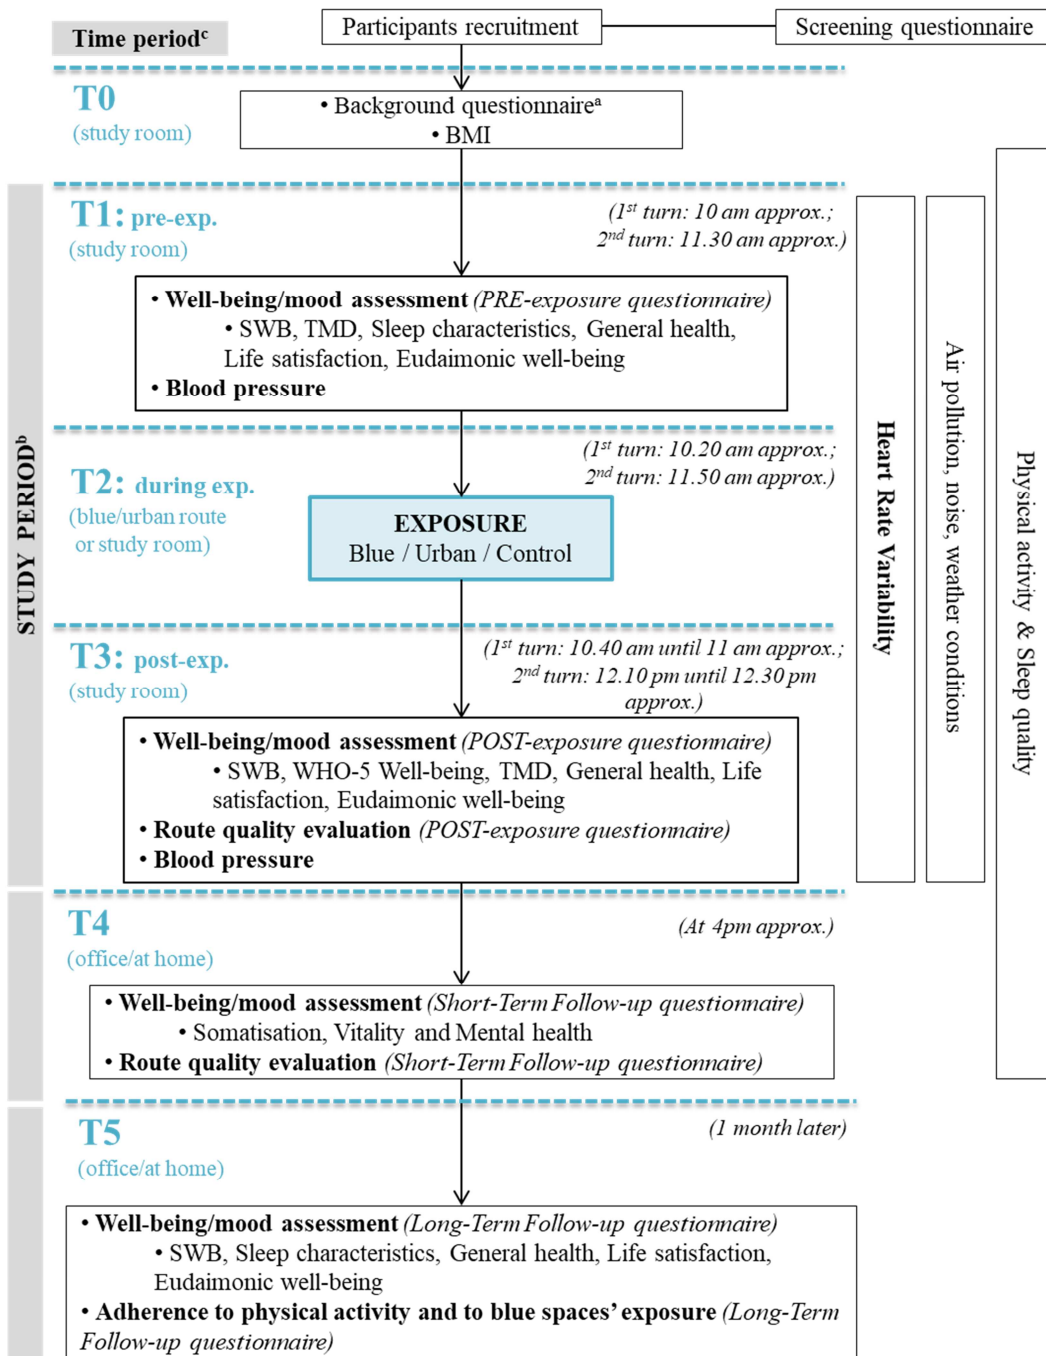 Time periodᶜ
Participants recruitment
Screening questionnaire
T0
(study room)
• Background questionnaireᵃ
• BMI
STUDY PERIODᵇ
T1: pre-exp.
(study room)
(1ˢᵗ turn: 10 am approx.;
2ⁿᵈ turn: 11.30 am approx.)
• Well-being/mood assessment (PRE-exposure questionnaire)
• SWB, TMD, Sleep characteristics, General health,
Life satisfaction, Eudaimonic well-being
• Blood pressure
T2: during exp.
(blue/urban route
or study room)
(1ˢᵗ turn: 10.20 am approx.;
2ⁿᵈ turn: 11.50 am approx.)
EXPOSURE
Blue / Urban / Control
T3: post-exp.
(study room)
(1ˢᵗ turn: 10.40 am until 11 am approx.;
2ⁿᵈ turn: 12.10 pm until 12.30 pm
approx.)
• Well-being/mood assessment (POST-exposure questionnaire)
• SWB, WHO-5 Well-being, TMD, General health, Life
satisfaction, Eudaimonic well-being
• Route quality evaluation (POST-exposure questionnaire)
• Blood pressure
Heart Rate Variability
Air pollution, noise, weather conditions
Physical activity & Sleep quality
T4
(office/at home)
(At 4pm approx.)
• Well-being/mood assessment (Short-Term Follow-up questionnaire)
• Somatisation, Vitality and Mental health
• Route quality evaluation (Short-Term Follow-up questionnaire)
T5
(office/at home)
(1 month later)
• Well-being/mood assessment (Long-Term Follow-up questionnaire)
• SWB, Sleep characteristics, General health, Life satisfaction,
Eudaimonic well-being
• Adherence to physical activity and to blue spaces' exposure (Long-Term
Follow-up questionnaire)